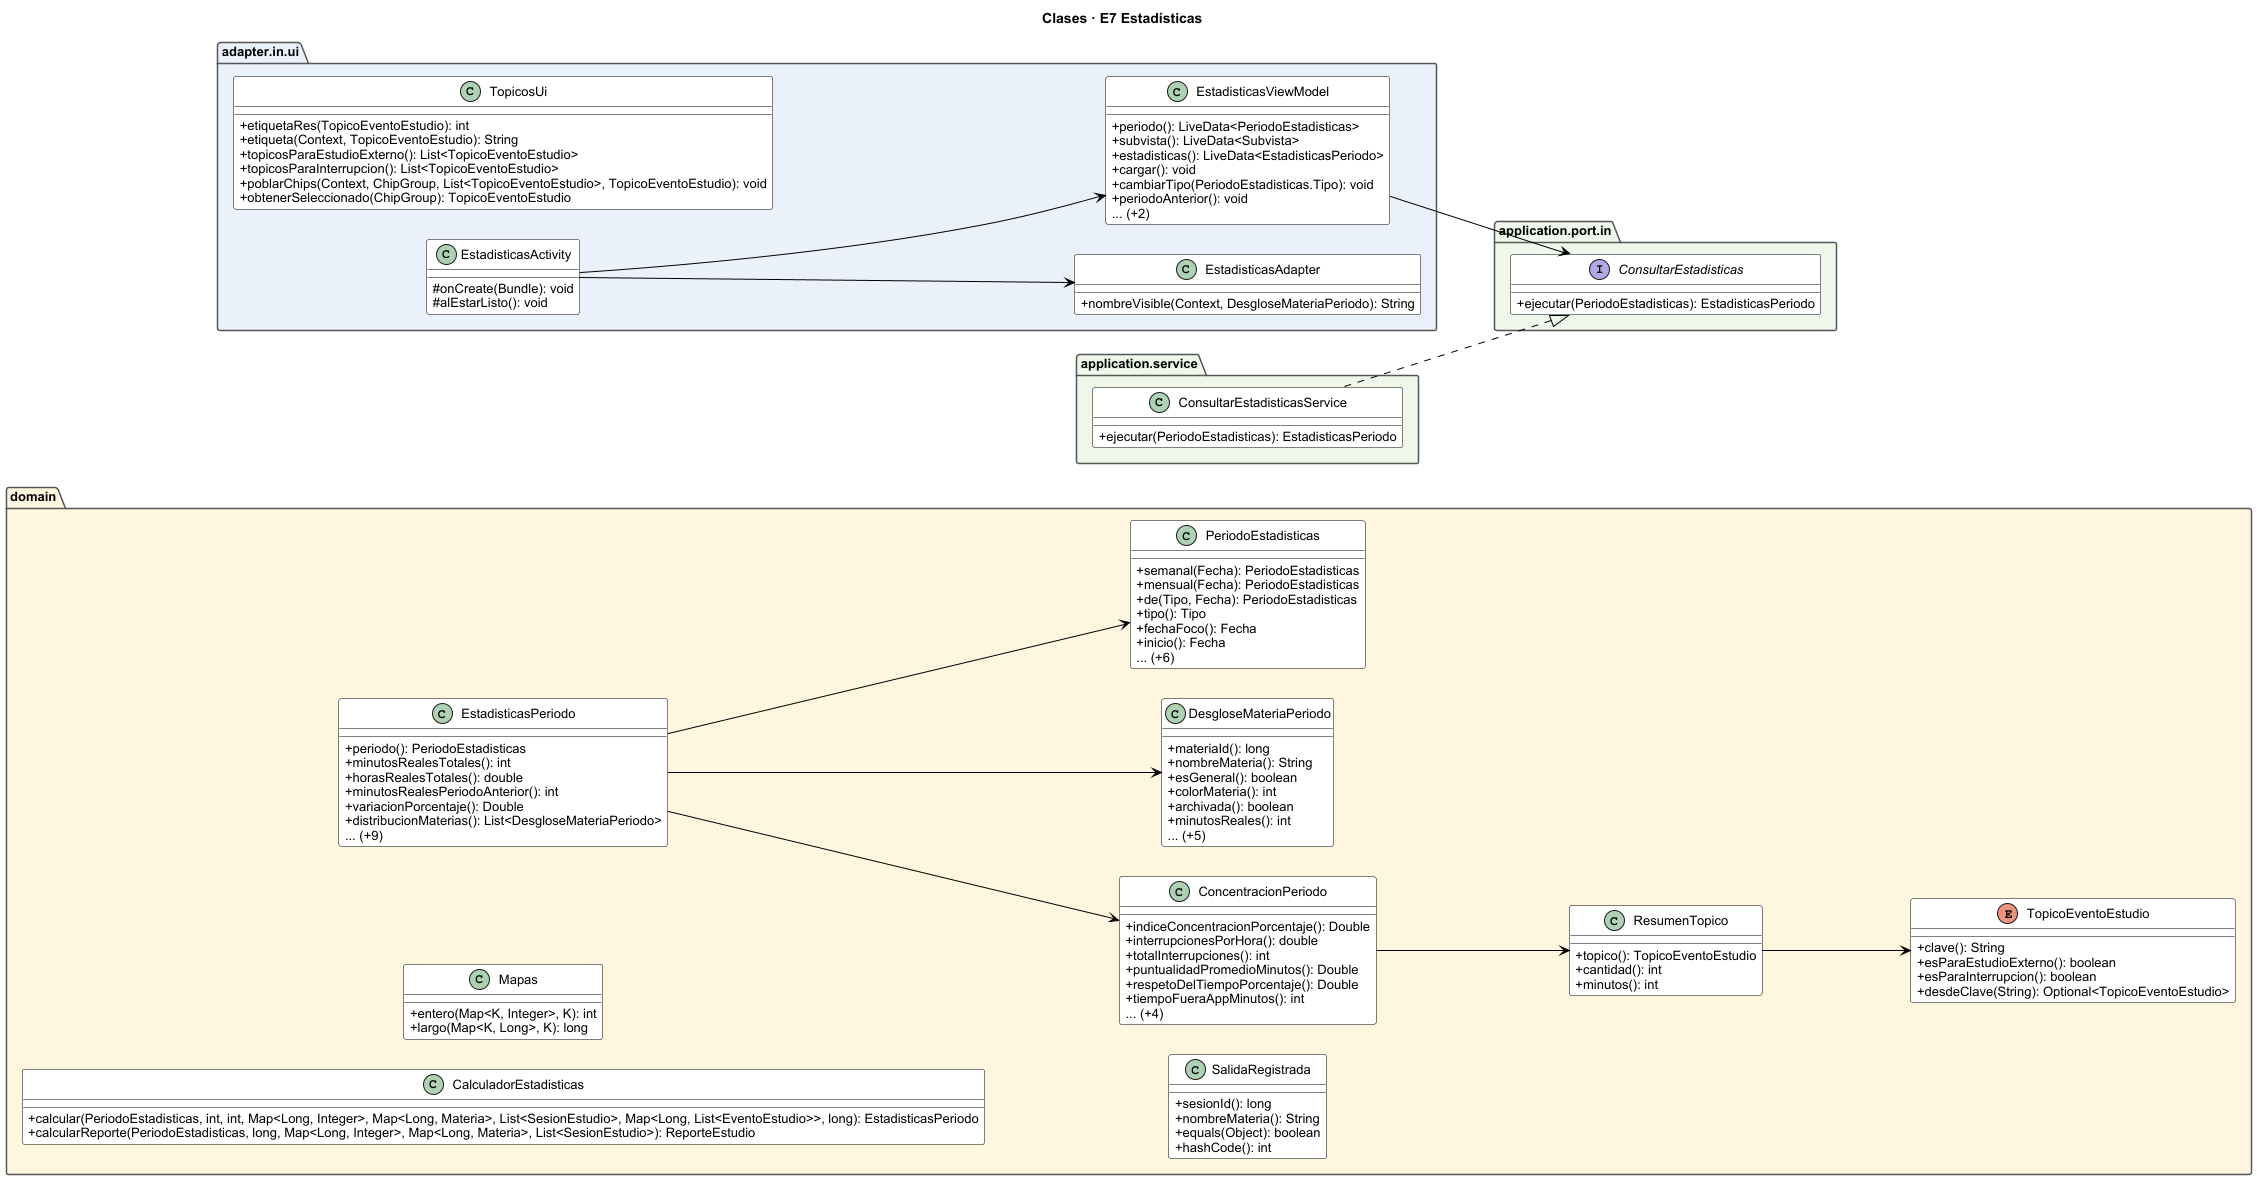 Clases · E7 Estadísticas
adapter.in.ui
C TopicosUi
+etiquetaRes(TopicoEventoEstudio): int
+etiqueta(Context, TopicoEventoEstudio): String
+topicosParaEstudioExterno(): List<TopicoEventoEstudio>
+topicosParaInterrupcion(): List<TopicoEventoEstudio>
+poblarChips(Context, ChipGroup, List<TopicoEventoEstudio>, TopicoEventoEstudio): void
+obtenerSeleccionado(ChipGroup): TopicoEventoEstudio
C EstadisticasViewModel
+periodo(): LiveData<PeriodoEstadisticas>
+subvista(): LiveData<Subvista>
+estadisticas(): LiveData<EstadisticasPeriodo>
+cargar(): void
+cambiarTipo(PeriodoEstadisticas.Tipo): void
+periodoAnterior(): void
... (+2)
C EstadisticasActivity
#onCreate(Bundle): void
#alEstarListo(): void
C EstadisticasAdapter
+nombreVisible(Context, DesgloseMateriaPeriodo): String
application.port.in
I ConsultarEstadisticas
+ejecutar(PeriodoEstadisticas): EstadisticasPeriodo
application.service
C ConsultarEstadisticasService
+ejecutar(PeriodoEstadisticas): EstadisticasPeriodo
domain
C PeriodoEstadisticas
+semanal(Fecha): PeriodoEstadisticas
+mensual(Fecha): PeriodoEstadisticas
+de(Tipo, Fecha): PeriodoEstadisticas
+tipo(): Tipo
+fechaFoco(): Fecha
+inicio(): Fecha
... (+6)
C EstadisticasPeriodo
+periodo(): PeriodoEstadisticas
+minutosRealesTotales(): int
+horasRealesTotales(): double
+minutosRealesPeriodoAnterior(): int
+variacionPorcentaje(): Double
+distribucionMaterias(): List<DesgloseMateriaPeriodo>
... (+9)
C DesgloseMateriaPeriodo
+materiaId(): long
+nombreMateria(): String
+esGeneral(): boolean
+colorMateria(): int
+archivada(): boolean
+minutosReales(): int
... (+5)
C ConcentracionPeriodo
+indiceConcentracionPorcentaje(): Double
+interrupcionesPorHora(): double
+totalInterrupciones(): int
+puntualidadPromedioMinutos(): Double
+respetoDelTiempoPorcentaje(): Double
+tiempoFueraAppMinutos(): int
... (+4)
C ResumenTopico
+topico(): TopicoEventoEstudio
+cantidad(): int
+minutos(): int
E TopicoEventoEstudio
+clave(): String
+esParaEstudioExterno(): boolean
+esParaInterrupcion(): boolean
+desdeClave(String): Optional<TopicoEventoEstudio>
C Mapas
+entero(Map<K, Integer>, K): int
+largo(Map<K, Long>, K): long
C CalculadorEstadisticas
+calcular(PeriodoEstadisticas, int, int, Map<Long, Integer>, Map<Long, Materia>, List<SesionEstudio>, Map<Long, List<EventoEstudio>>, long): EstadisticasPeriodo
+calcularReporte(PeriodoEstadisticas, long, Map<Long, Integer>, Map<Long, Materia>, List<SesionEstudio>): ReporteEstudio
C SalidaRegistrada
+sesionId(): long
+nombreMateria(): String
+equals(Object): boolean
+hashCode(): int